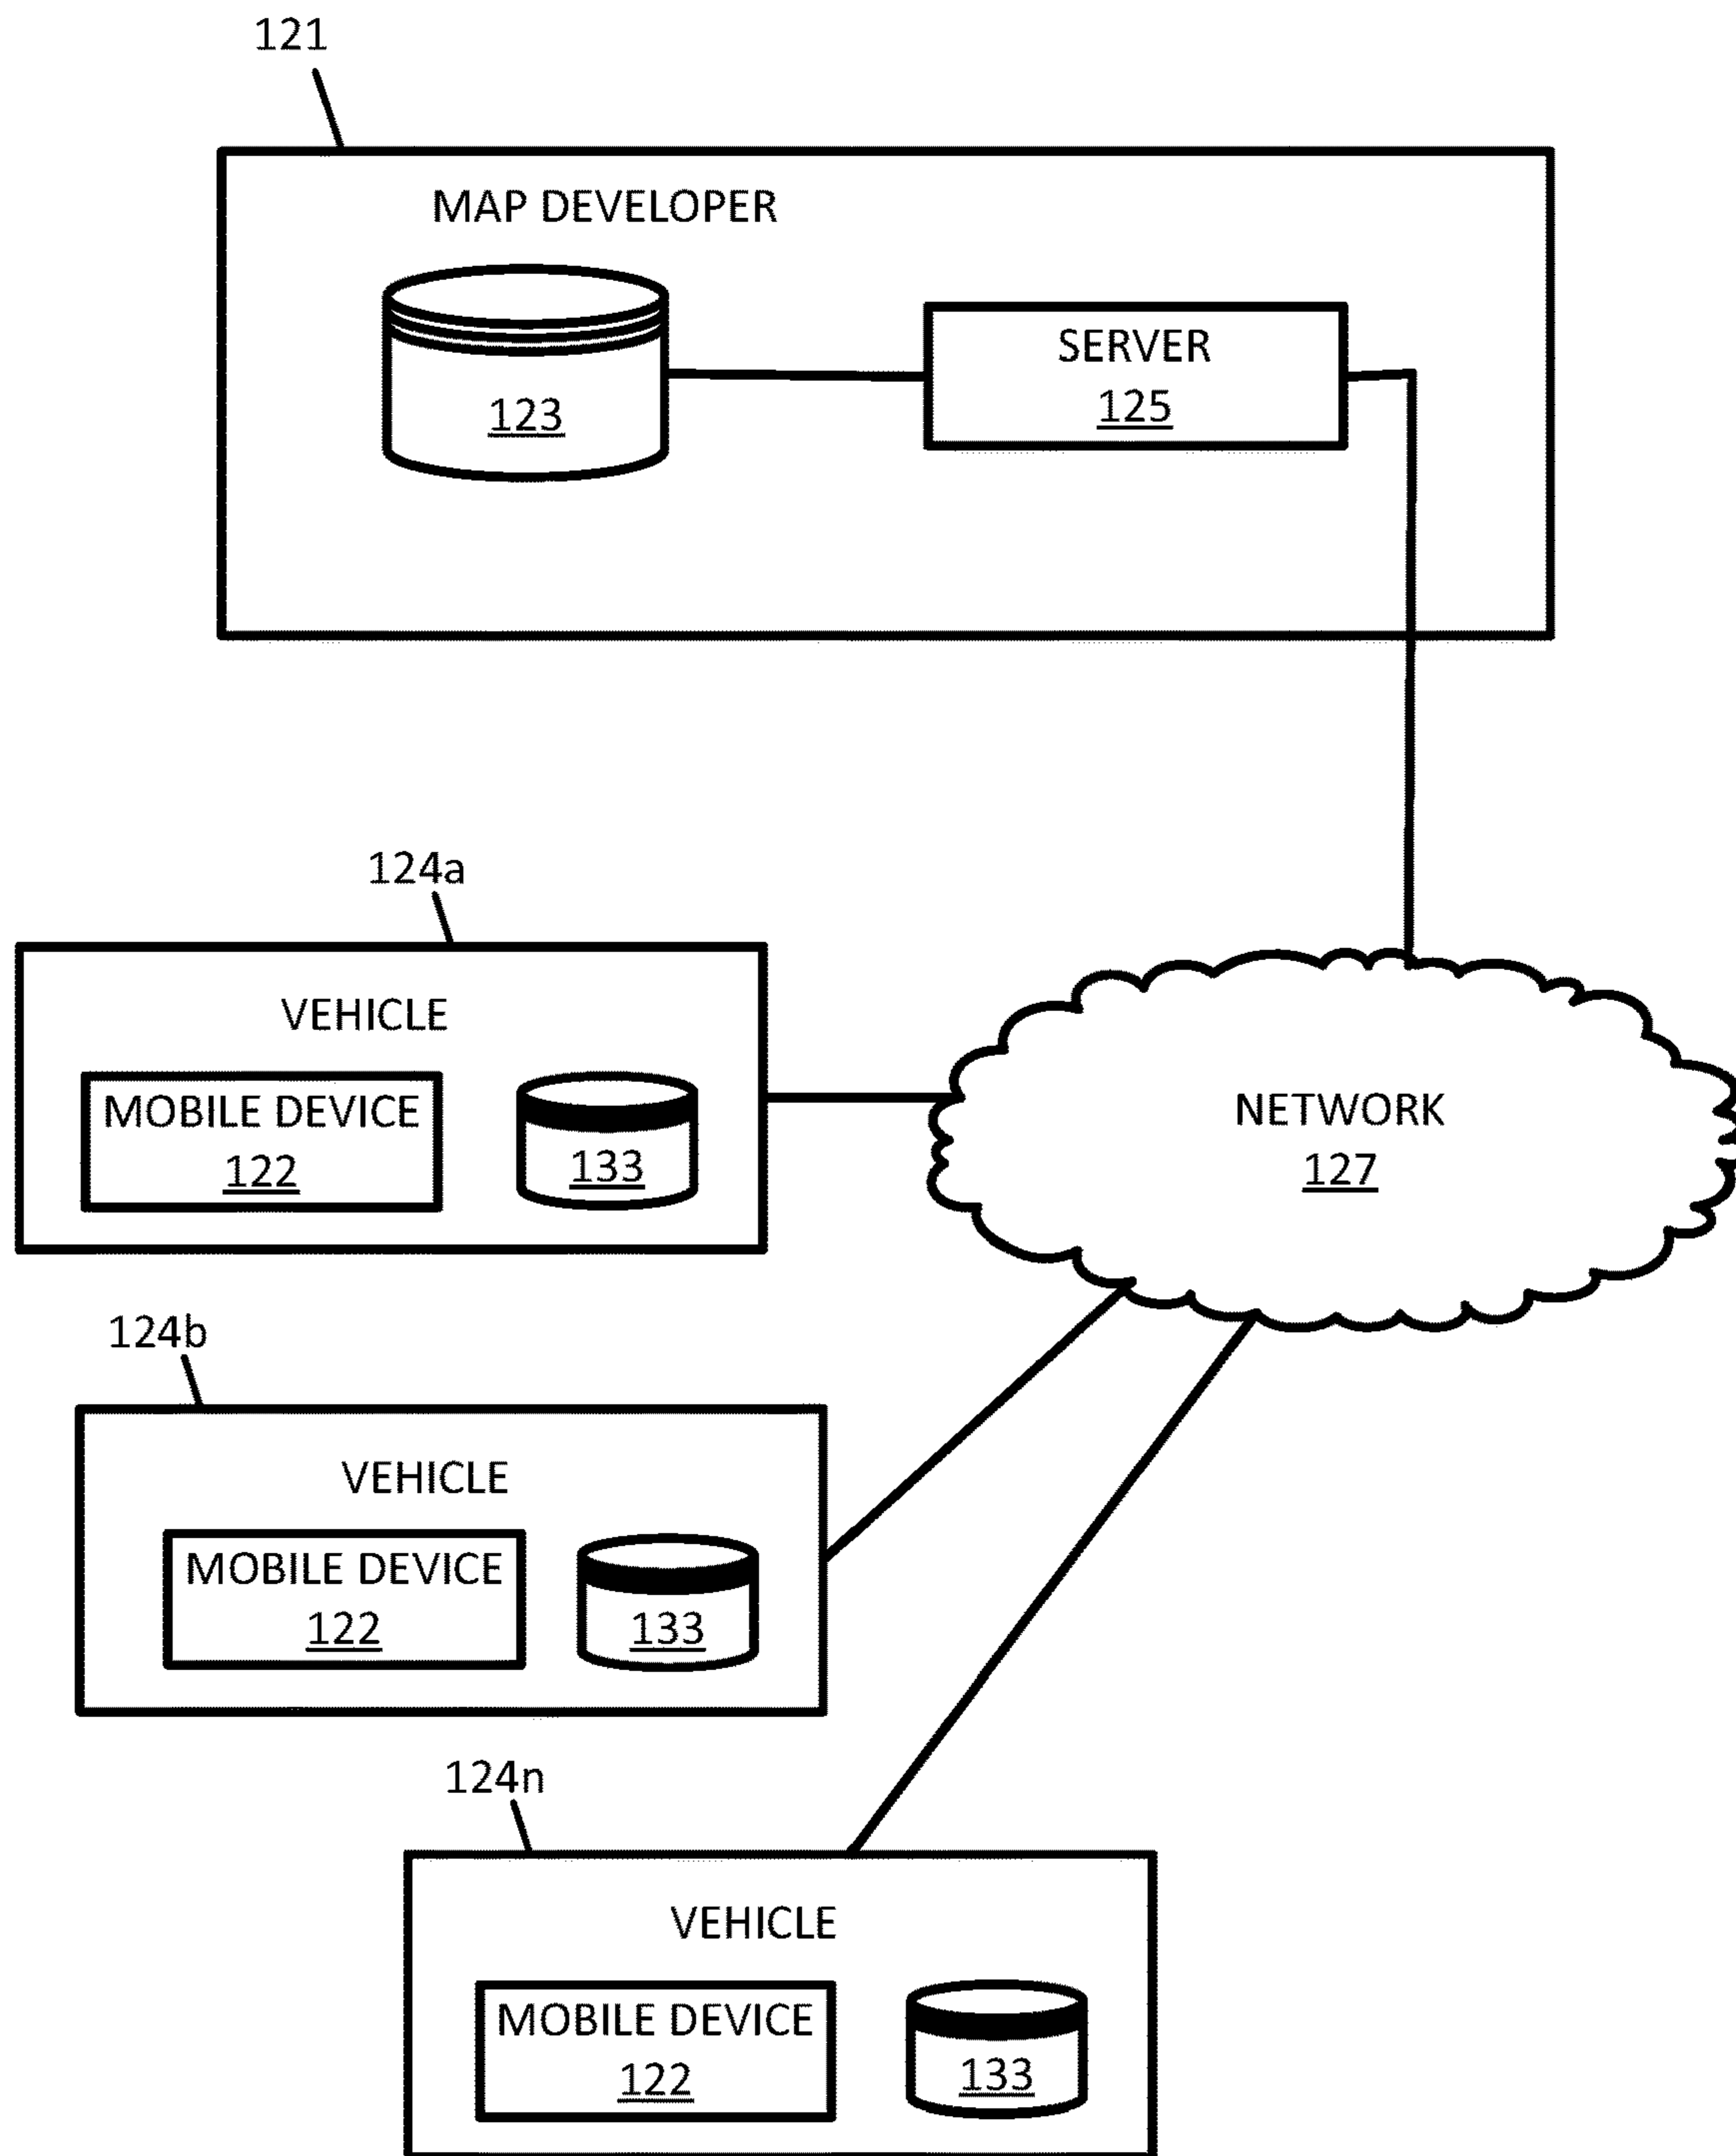 121
MAP DEVELOPER
123
SERVER
125
124a
VEHICLE
MOBILE DEVICE
122
133
NETWORK
127
124b
VEHICLE
MOBILE DEVICE
122
133
124n
VEHICLE
MOBILE DEVICE
122
133